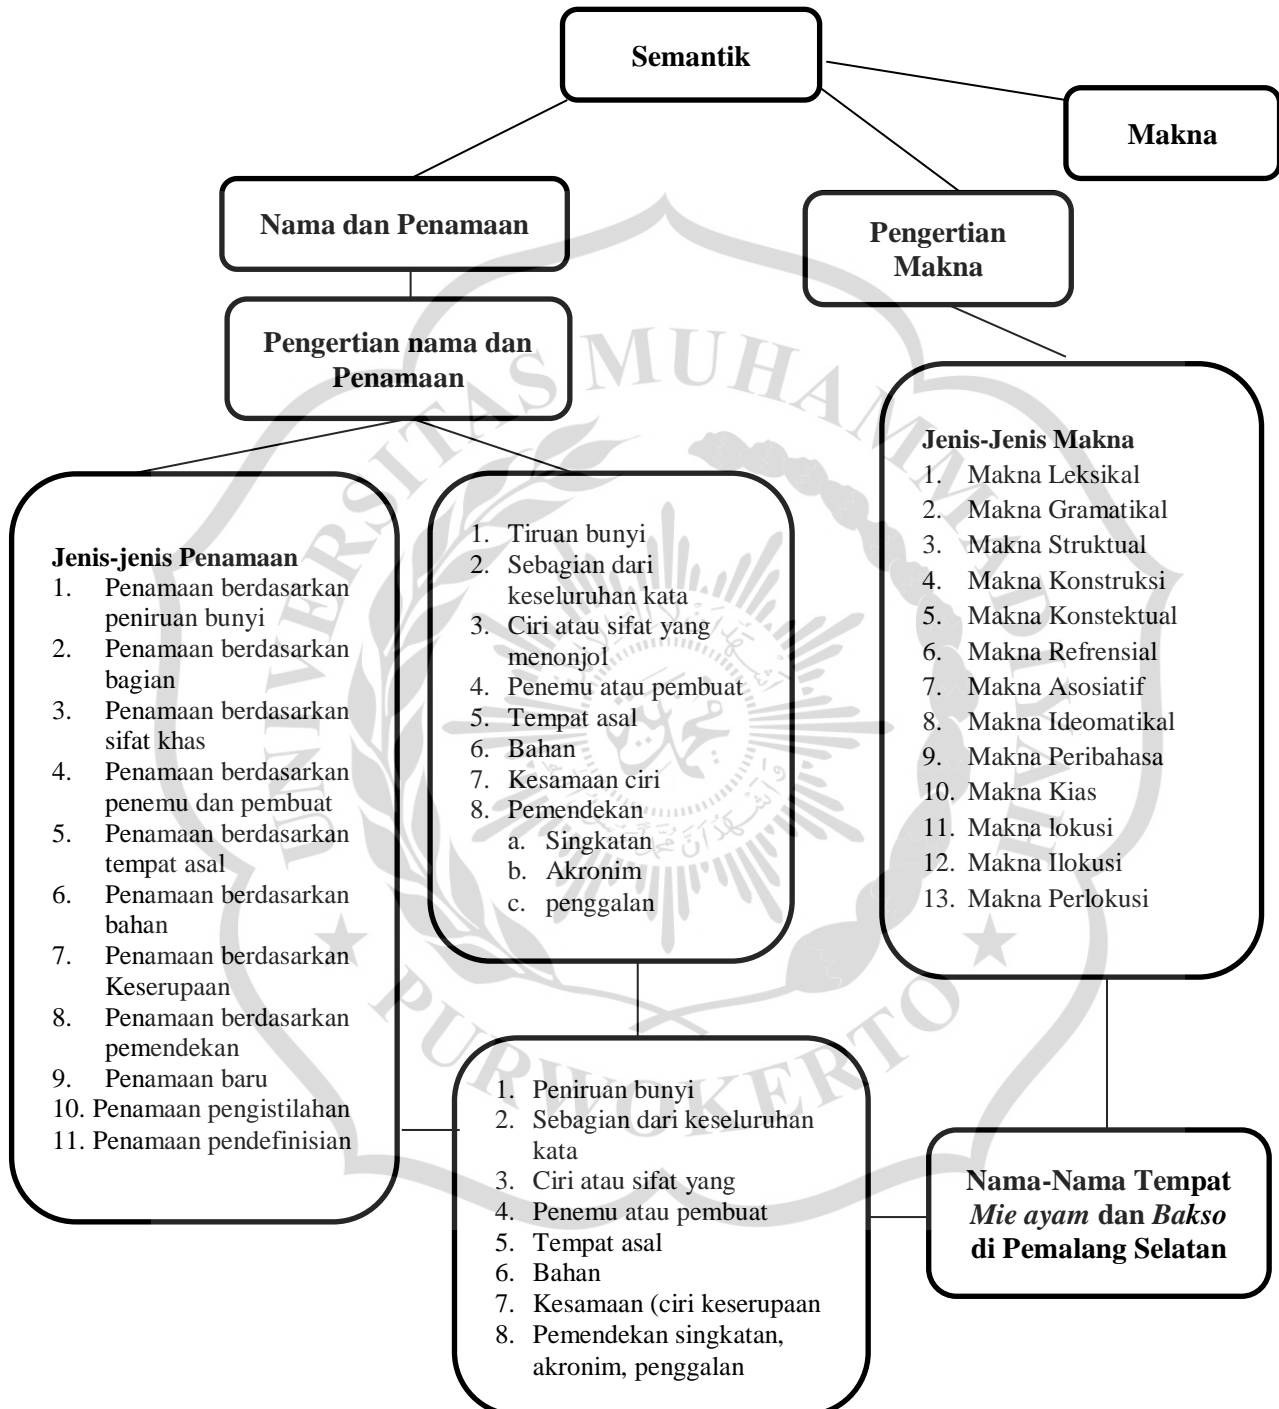 Semantik
Makna
Nama dan Penamaan
Pengertian
Makna
Pengertian nama dan
Penamaan
Jenis-jenis Penamaan
1. Penamaan berdasarkan
peniruan bunyi
2. Penamaan berdasarkan
bagian
3. Penamaan berdasarkan
sifat khas
4. Penamaan berdasarkan
penemu dan pembuat
5. Penamaan berdasarkan
tempat asal
6. Penamaan berdasarkan
bahan
7. Penamaan berdasarkan
Keserupaan
8. Penamaan berdasarkan
pemendekan
9. Penamaan baru
10. Penamaan pengistilahan
11. Penamaan pendefinisian
1. Tiruan bunyi
2. Sebagian dari
keseluruhan kata
3. Ciri atau sifat yang
menonjol
4. Penemu atau pembuat
5. Tempat asal
6. Bahan
7. Kesamaan ciri
8. Pemendekan
a. Singkatan
b. Akronim
c. penggalan
Jenis-Jenis Makna
1. Makna Leksikal
2. Makna Gramatikal
3. Makna Struktual
4. Makna Konstruksi
5. Makna Konstektual
6. Makna Refrensial
7. Makna Asosiatif
8. Makna Ideomatikal
9. Makna Peribahasa
10. Makna Kias
11. Makna lokusi
12. Makna Ilokusi
13. Makna Perlokusi
1. Peniruan bunyi
2. Sebagian dari keseluruhan
kata
3. Ciri atau sifat yang
4. Penemu atau pembuat
5. Tempat asal
6. Bahan
7. Kesamaan (ciri keserupaan
8. Pemendekan singkatan,
akronim, penggalan
Nama-Nama Tempat
Mie ayam dan Bakso
di Pemalang Selatan
UNIVERSITAS MUHAMMADIYAH
PURWOKERTO